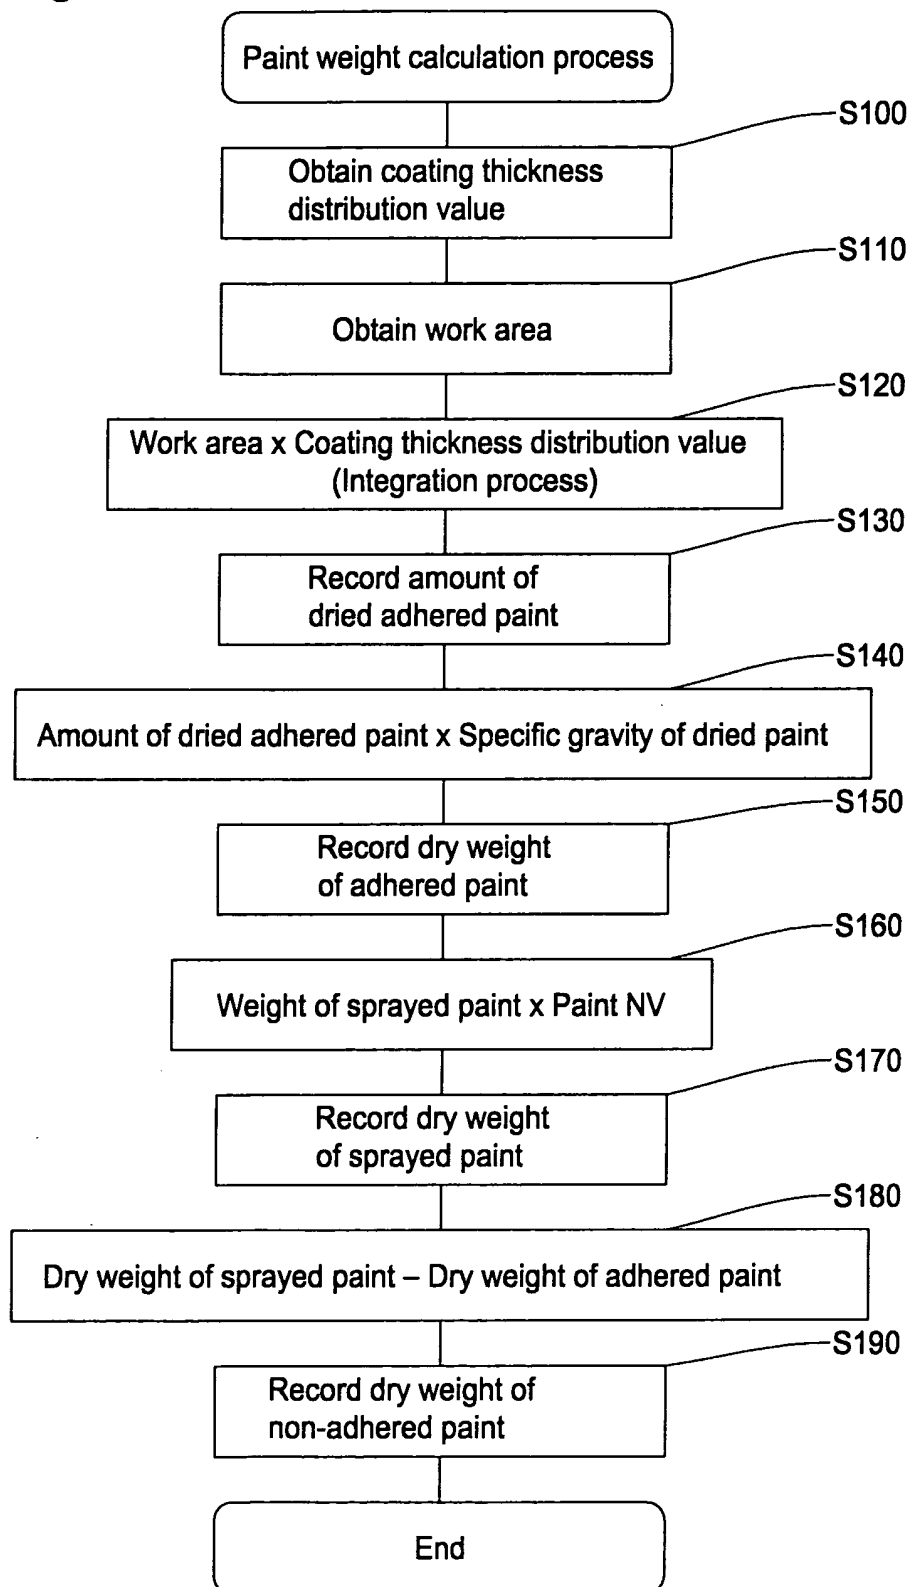 Paint weight calculation process
S100
Obtain coating thickness
distribution value
S110
Obtain work area
S120
Work area x Coating thickness distribution value
(Integration process)
S130
Record amount of
dried adhered paint
S140
Amount of dried adhered paint x Specific gravity of dried paint
S150
Record dry weight
of adhered paint
S160
Weight of sprayed paint x Paint NV
S170
Record dry weight
of sprayed paint
S180
Dry weight of sprayed paint – Dry weight of adhered paint
S190
Record dry weight of
non-adhered paint
End